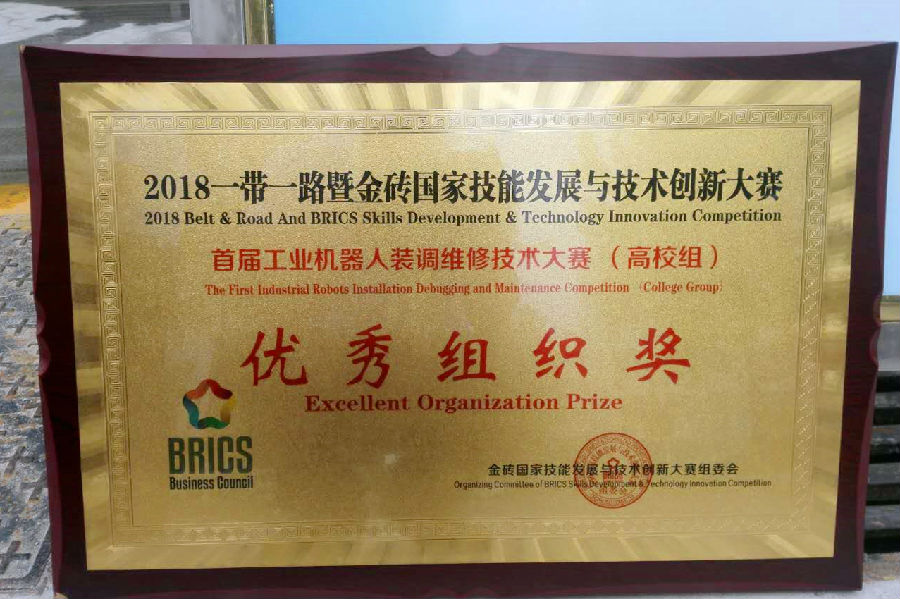 2018一带一路暨金砖国家技能发展与技术创新大赛
2018 Belt & Road And BRICS Skills Development & Technology Innovation Competition
首届工业机器人装调维修技术大赛（高校组）
The First Industrial Robots Installation Debugging and Maintenance Competition (College Group)
优秀组织奖
Excellent Organization Prize
BRICS
Business Council
金砖国家技能发展与技术创新大赛组委会
Organizing Committee of BRICS Skills Development & Technology Innovation Competition